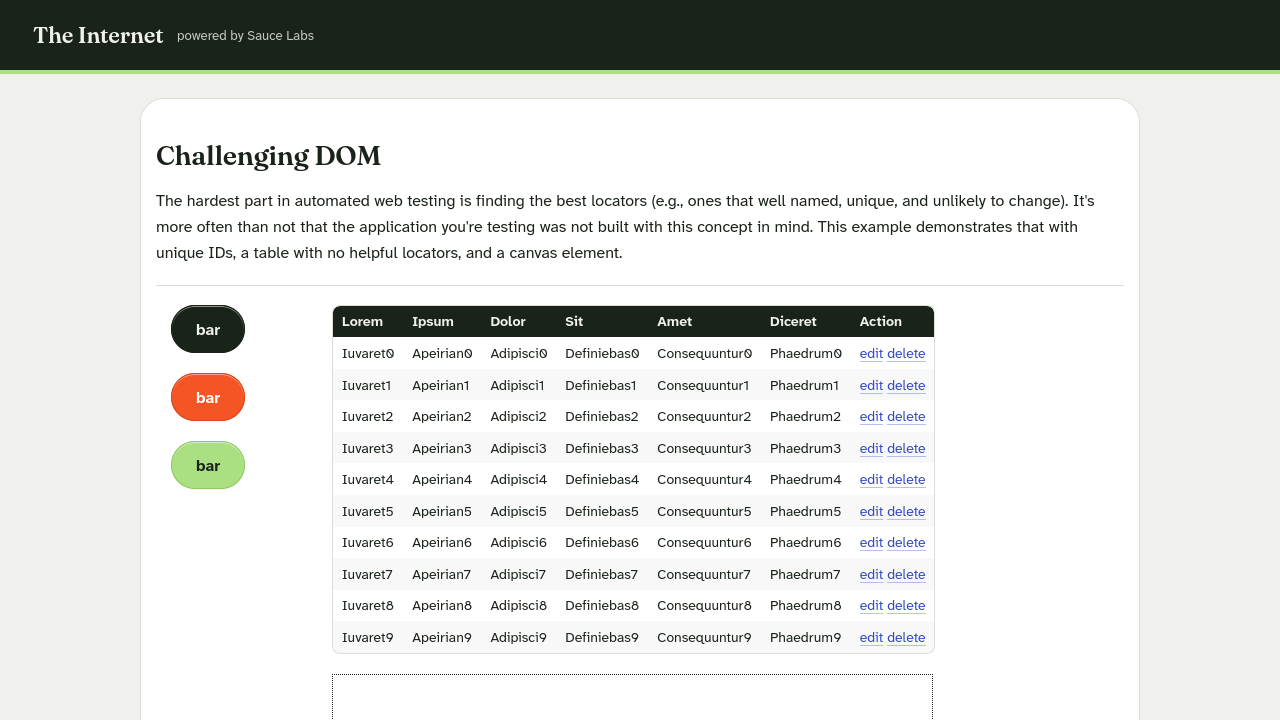 The Internet powered by Sauce Labs
Challenging DOM
The hardest part in automated web testing is finding the best locators (e.g., ones that well named, unique, and unlikely to change). It's
more often than not that the application you're testing was not built with this concept in mind. This example demonstrates that with
unique IDs, a table with no helpful locators, and a canvas element.
bar
bar
bar
Lorem Ipsum Dolor Sit Amet Diceret Action
Iuvaret0 Apeirian0 Adipisci0 Definiebas0 Consequuntur0 Phaedrum0 edit delete
Iuvaret1 Apeirian1 Adipisci1 Definiebas1 Consequuntur1 Phaedrum1 edit delete
Iuvaret2 Apeirian2 Adipisci2 Definiebas2 Consequuntur2 Phaedrum2 edit delete
Iuvaret3 Apeirian3 Adipisci3 Definiebas3 Consequuntur3 Phaedrum3 edit delete
Iuvaret4 Apeirian4 Adipisci4 Definiebas4 Consequuntur4 Phaedrum4 edit delete
Iuvaret5 Apeirian5 Adipisci5 Definiebas5 Consequuntur5 Phaedrum5 edit delete
Iuvaret6 Apeirian6 Adipisci6 Definiebas6 Consequuntur6 Phaedrum6 edit delete
Iuvaret7 Apeirian7 Adipisci7 Definiebas7 Consequuntur7 Phaedrum7 edit delete
Iuvaret8 Apeirian8 Adipisci8 Definiebas8 Consequuntur8 Phaedrum8 edit delete
Iuvaret9 Apeirian9 Adipisci9 Definiebas9 Consequuntur9 Phaedrum9 edit delete